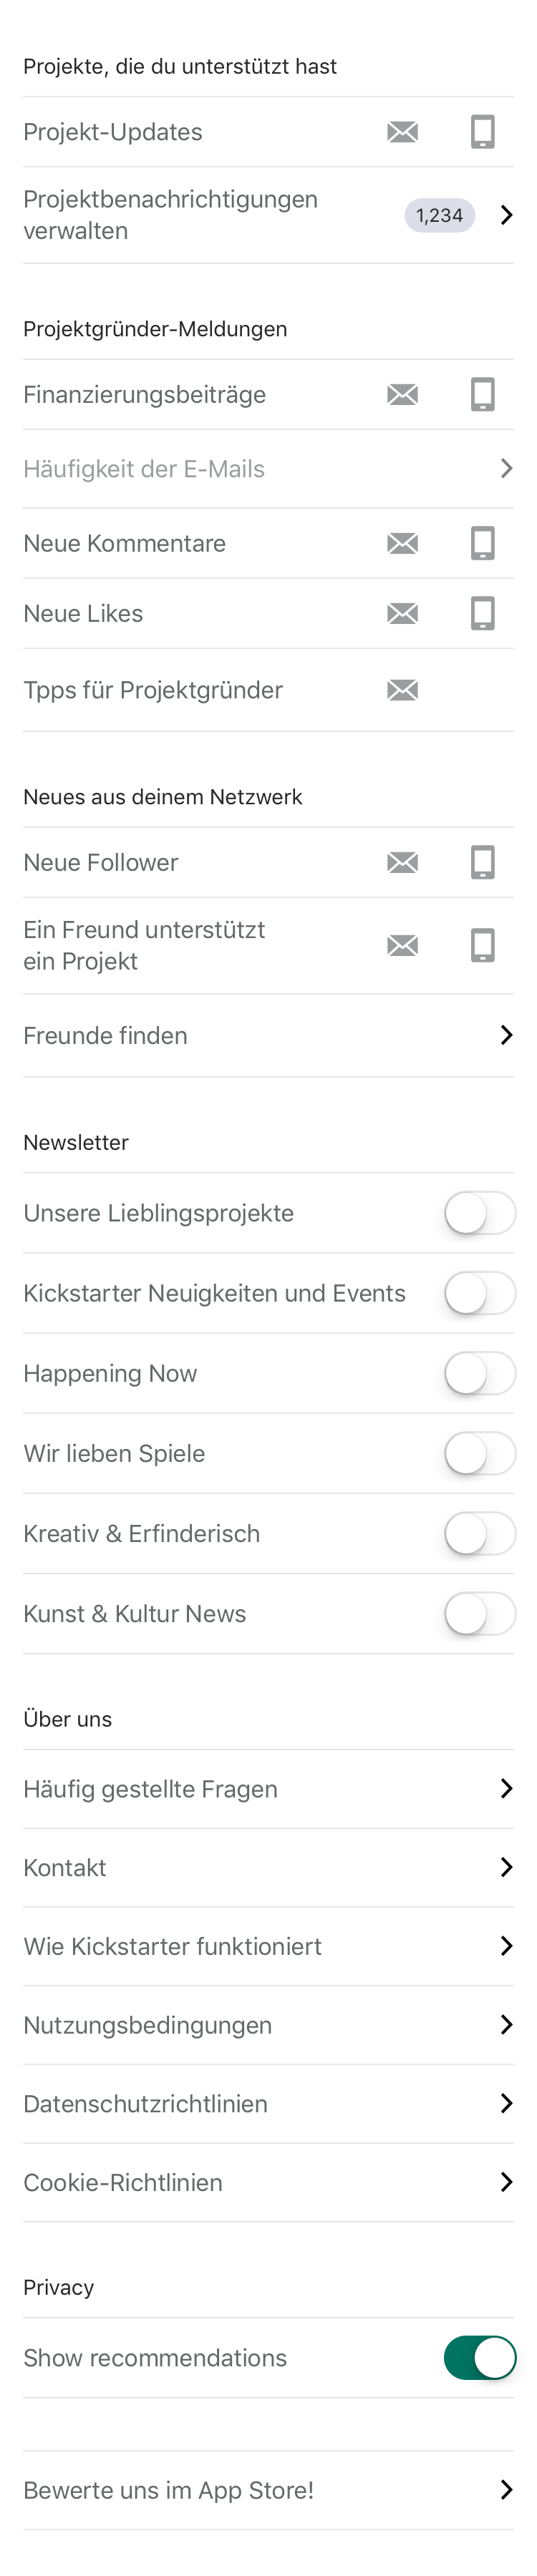 Projekte, die du unterstützt hast
Projekt-Updates
Projektbenachrichtigungen
verwalten
1,234
Projektgründer-Meldungen
Finanzierungsbeiträge
Häufigkeit der E-Mails
Neue Kommentare
Neue Likes
Tpps für Projektgründer
Neues aus deinem Netzwerk
Neue Follower
Ein Freund unterstützt
ein Projekt
Freunde finden
Newsletter
Unsere Lieblingsprojekte
Kickstarter Neuigkeiten und Events
Happening Now
Wir lieben Spiele
Kreativ & Erfinderisch
Kunst & Kultur News
Über uns
Häufig gestellte Fragen
Kontakt
Wie Kickstarter funktioniert
Nutzungsbedingungen
Datenschutzrichtlinien
Cookie-Richtlinien
Privacy
Show recommendations
Bewerte uns im App Store!